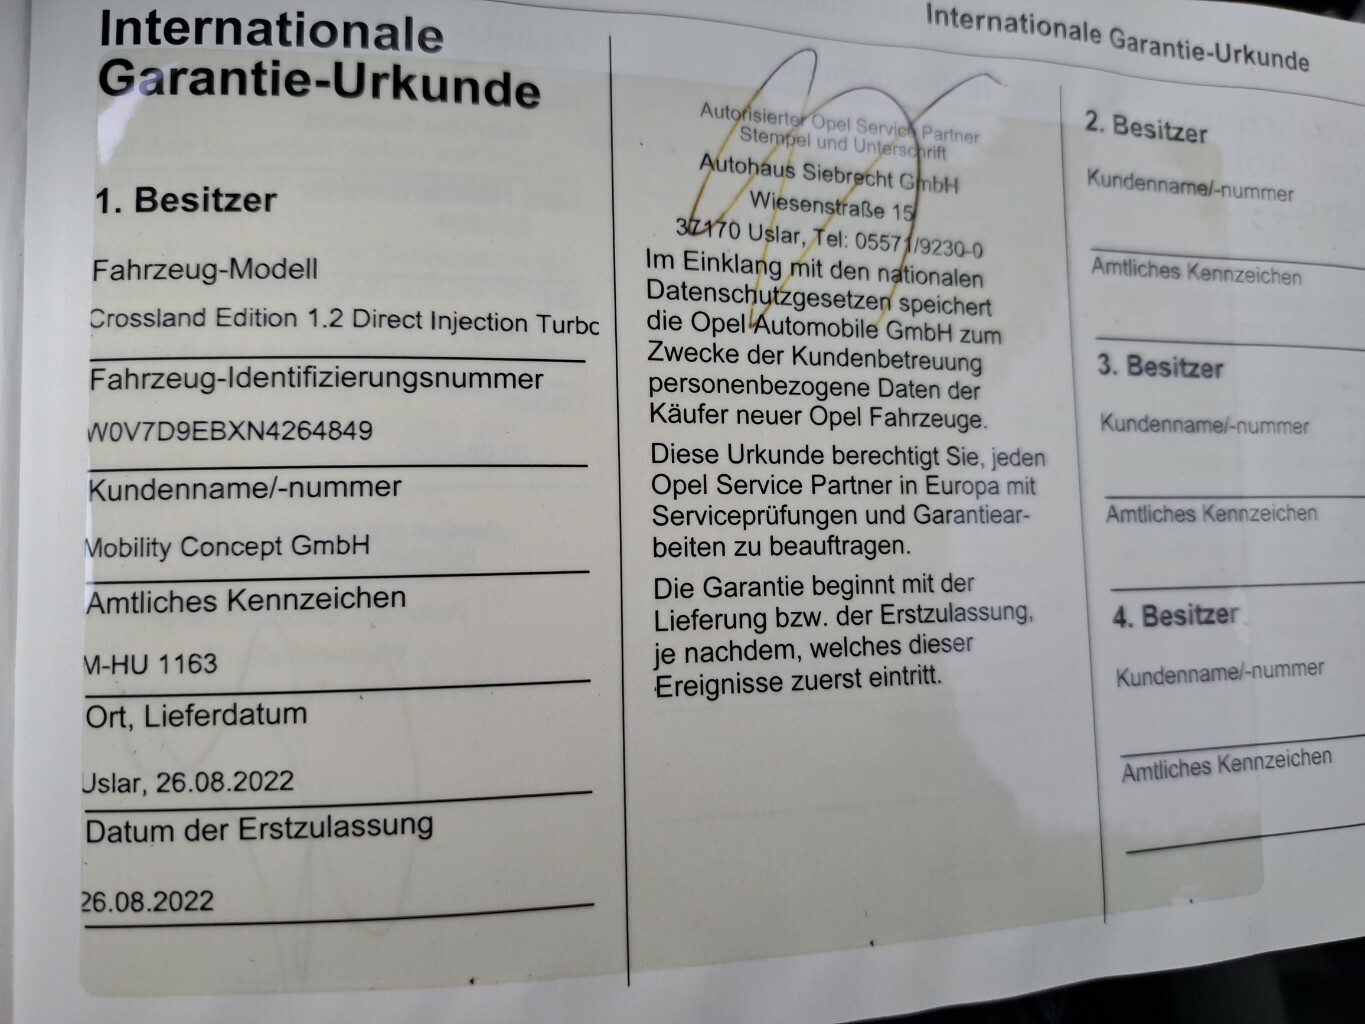 Internationale
Garantie-Urkunde
1. Besitzer
Fahrzeug-Modell
Crossland Edition 1.2 Direct Injection Turbo
Fahrzeug-Identifizierungsnummer
W0V7D9EBXN4264849
Kundenname/-nummer
Mobility Concept GmbH
Amtliches Kennzeichen
M-HU 1163
Ort, Lieferdatum
Uslar, 26.08.2022
Datum der Erstzulassung
26.08.2022
Autorisierter Opel Service Partner
Stempel und Unterschrift
Autohaus Siebrecht GmbH
Wiesenstraße 15
37170 Uslar, Tel: 05571/9230-0
Im Einklang mit den nationalen
Datenschutzgesetzen speichert
die Opel Automobile GmbH zum
Zwecke der Kundenbetreuung
personenbezogene Daten der
Käufer neuer Opel Fahrzeuge.
Diese Urkunde berechtigt Sie, jeden
Opel Service Partner in Europa mit
Serviceprüfungen und Garantiear-
beiten zu beauftragen.
Die Garantie beginnt mit der
Lieferung bzw. der Erstzulassung,
je nachdem, welches dieser
Ereignisse zuerst eintritt.
Internationale Garantie-Urkunde
2. Besitzer
Kundenname/-nummer
Amtliches Kennzeichen
3. Besitzer
Kundenname/-nummer
Amtliches Kennzeichen
4. Besitzer
Kundenname/-nummer
Amtliches Kennzeichen